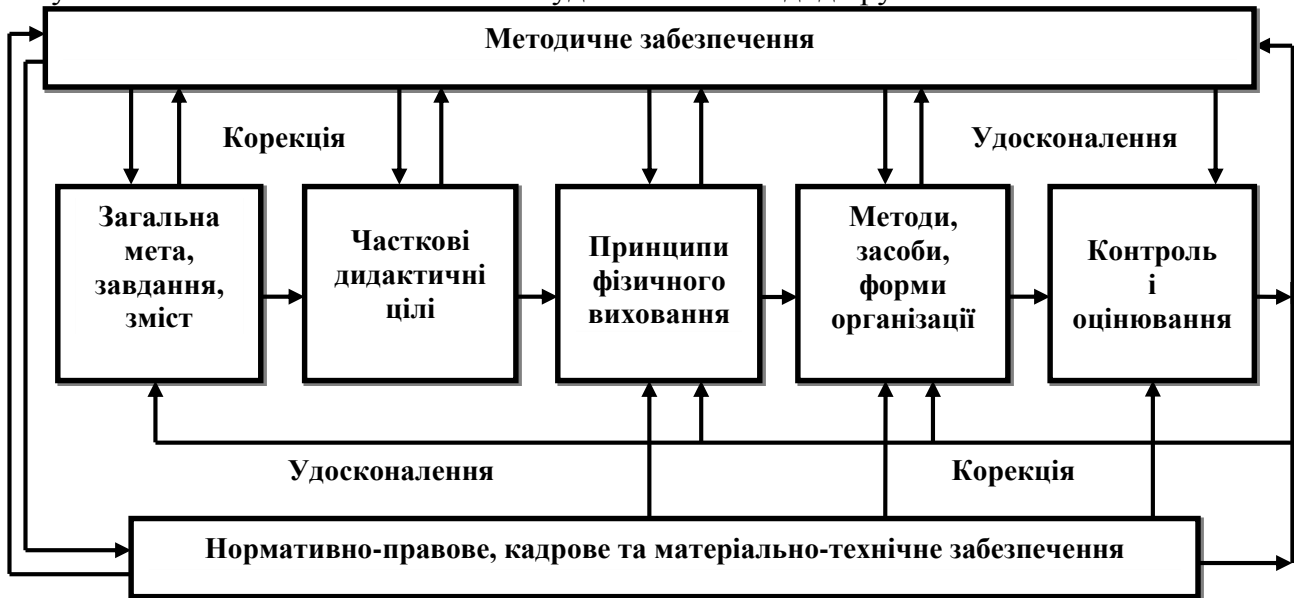 Методичне забезпечення
Корекція
Удосконалення
Загальна
мета,
завдання,
зміст
Часткові
дидактичні
цілі
Принципи
фізичного
виховання
Методи,
засоби,
форми
організації
Контроль
і
оцінювання
Удосконалення
Корекція
Нормативно-правове, кадрове та матеріально-технічне забезпечення